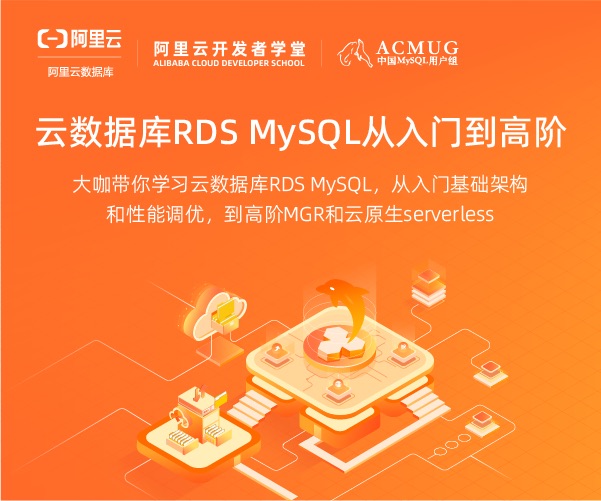 阿里云
阿里云数据库
阿里云开发者学堂
ALIBABA CLOUD DEVELOPER SCHOOL
ACMUG
中国MySQL用户组
云数据库RDS MySQL从入门到高阶
大咖带你学习云数据库RDS MySQL，从入门基础架构
和性能调优，到高阶MGR和云原生serverless